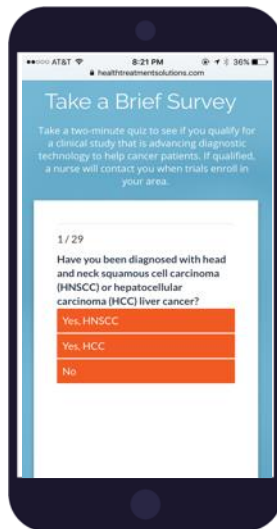 ●●○○○ AT&T 8:21 PM 36%
healthtreatmentsolutions.com
Take a Brief Survey
Take a two-minute quiz to see if you qualify for
a clinical study that is advancing diagnostic
technology to help cancer patients. If qualified,
a nurse will contact you when trials enroll in
your area.
1 / 29
Have you been diagnosed with head
and neck squamous cell carcinoma
(HNSCC) or hepatocellular
carcinoma (HCC) liver cancer?
Yes, HNSCC
Yes, HCC
No